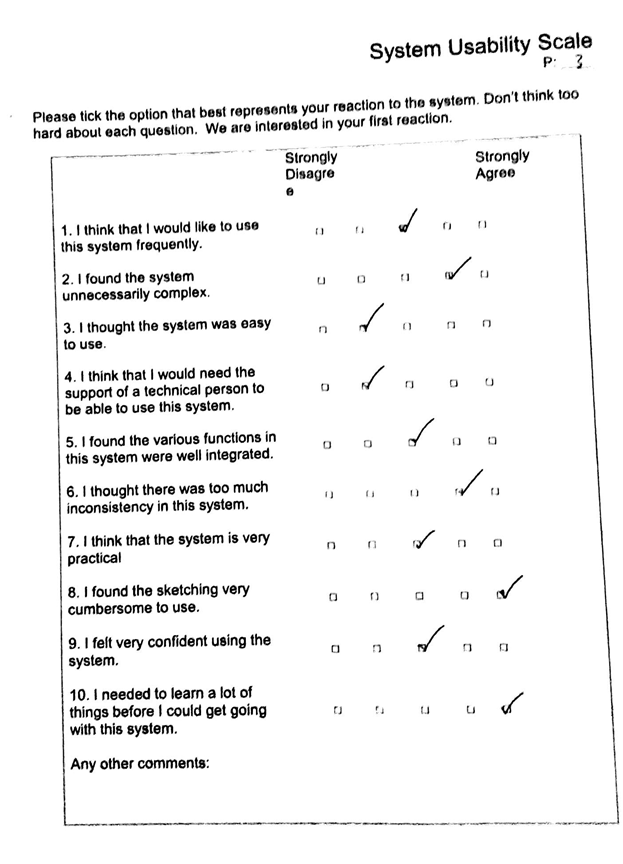 System Usability Scale
P: 3
Please tick the option that best represents your reaction to the system. Don't think too
hard about each question. We are interested in your first reaction.
Strongly
Disagre
e
Strongly
Agree
1. I think that I would like to use
this system frequently.
2. I found the system
unnecessarily complex.
3. I thought the system was easy
to use.
4. I think that I would need the
support of a technical person to
be able to use this system.
5. I found the various functions in
this system were well integrated.
6. I thought there was too much
inconsistency in this system.
7. I think that the system is very
practical
8. I found the sketching very
cumbersome to use.
9. I felt very confident using the
system.
10. I needed to learn a lot of
things before I could get going
with this system.
Any other comments: